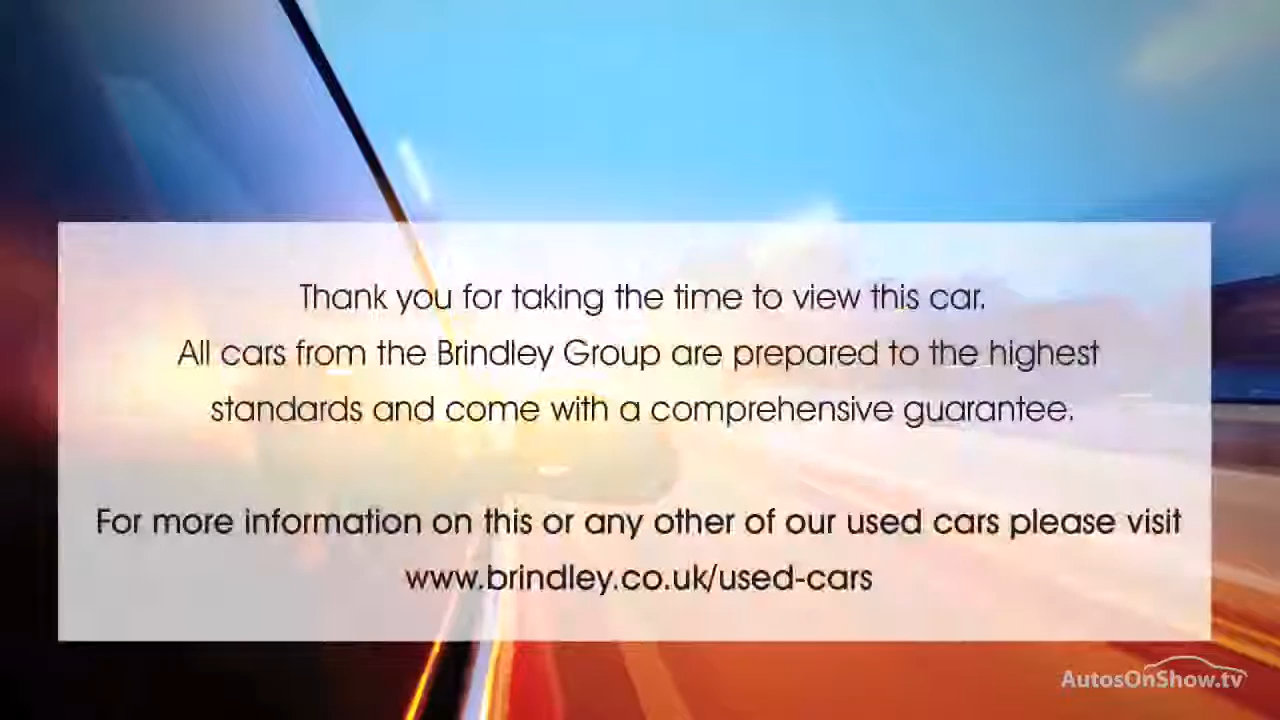 Thank you for taking the time to view this car.
All cars from the Brindley Group are prepared to the highest
standards and come with a comprehensive guarantee.
For more information on this or any other of our used cars please visit
www.brindley.co.uk/used-cars
AutosOnShow.tv